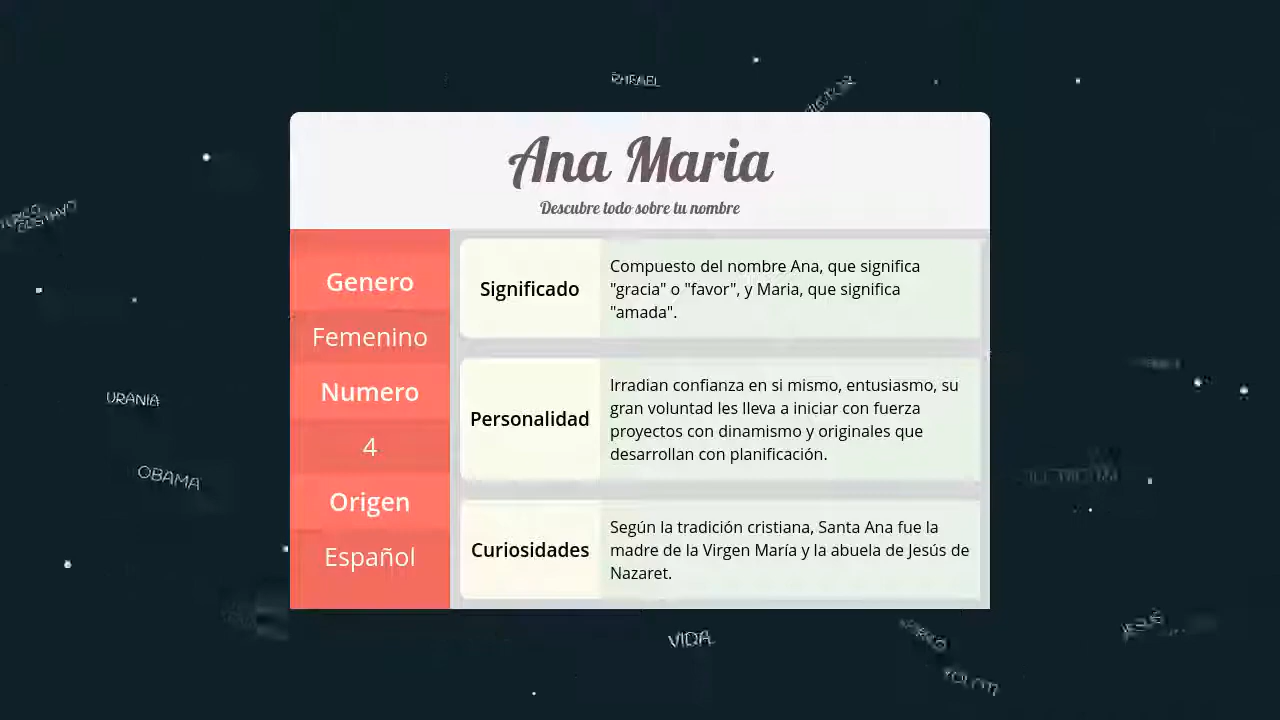 RAFAEL
Ana Maria
Descubre todo sobre tu nombre
GUSTAVO
Genero
Femenino
Numero
4
Origen
Español
Significado
Compuesto del nombre Ana, que significa
"gracia" o "favor", y Maria, que significa
"amada".
Personalidad
Irradian confianza en si mismo, entusiasmo, su
gran voluntad les lleva a iniciar con fuerza
proyectos con dinamismo y originales que
desarrollan con planificación.
Curiosidades
Según la tradición cristiana, Santa Ana fue la
madre de la Virgen María y la abuela de Jesús de
Nazaret.
URANIA
OBAMA
VIDA
JESUS